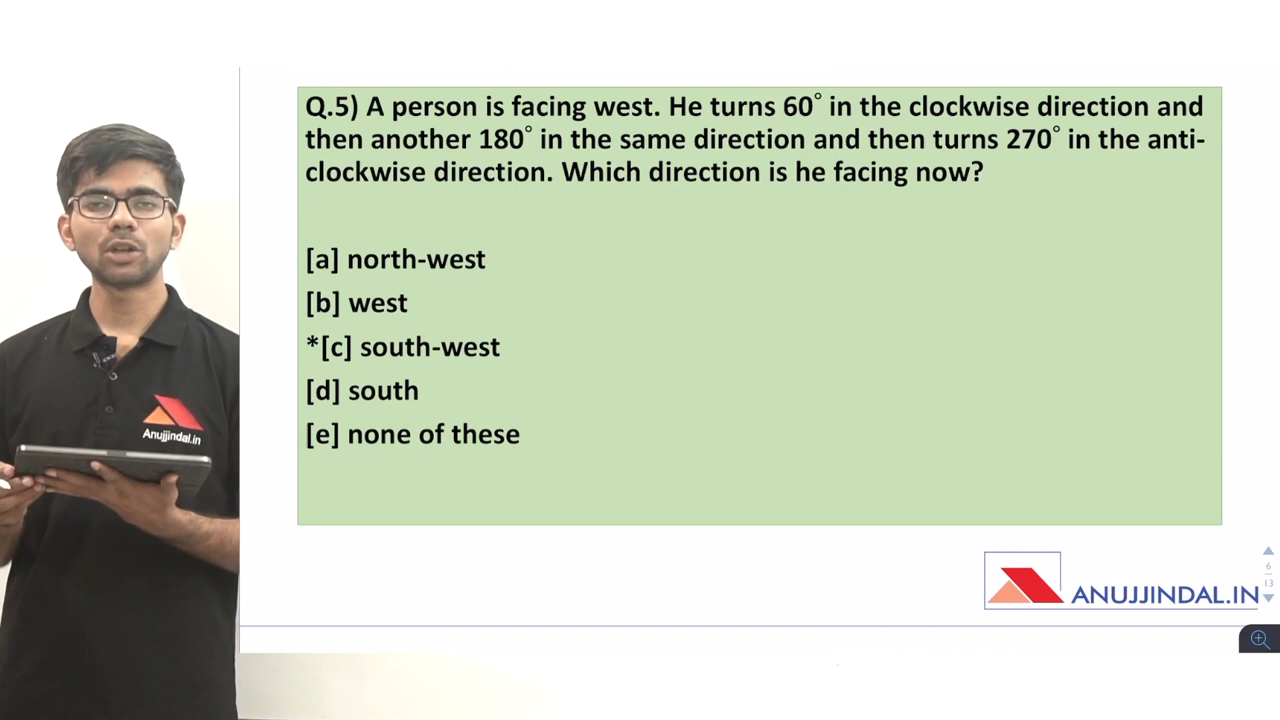 Q.5) A person is facing west. He turns 60° in the clockwise direction and
then another 180° in the same direction and then turns 270° in the anti-
clockwise direction. Which direction is he facing now?
[a] north-west
[b] west
*[c] south-west
[d] south
[e] none of these
Anujjindal.in
ANUJJINDAL.IN
6
13